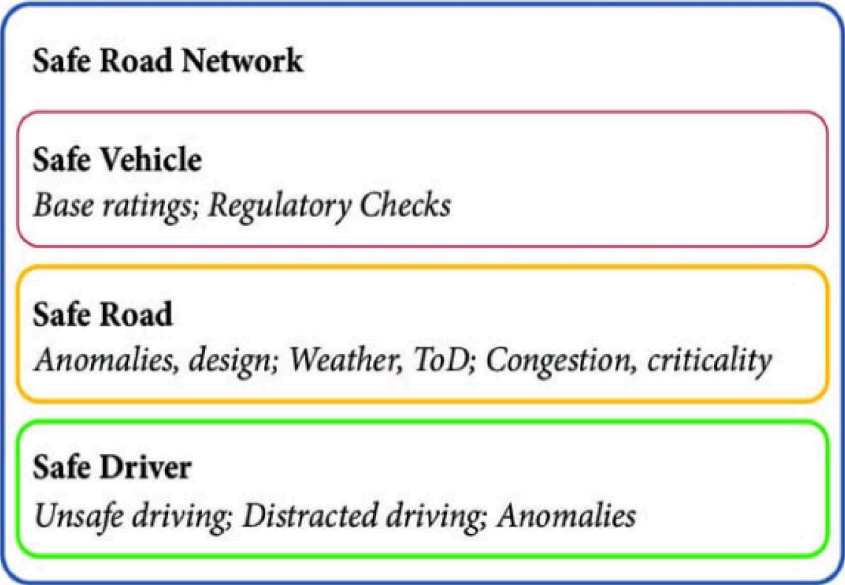 Safe Road Network
Safe Vehicle
Base ratings; Regulatory Checks
Safe Road
Anomalies, design; Weather, ToD; Congestion, criticality
Safe Driver
Unsafe driving; Distracted driving; Anomalies